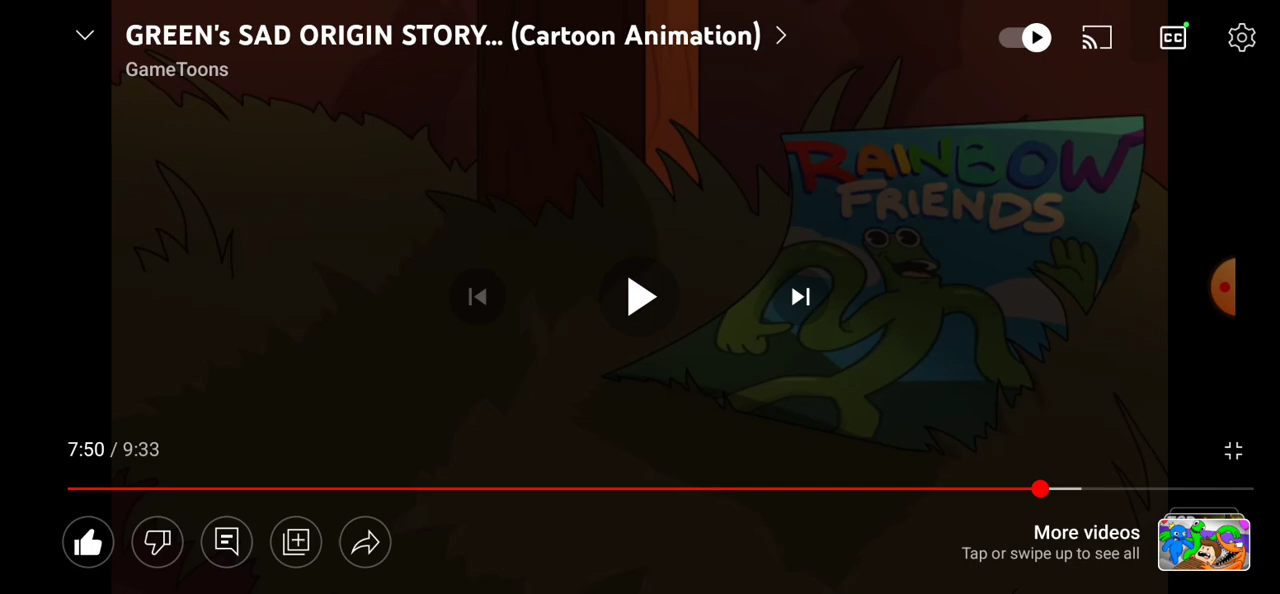 GREEN's SAD ORIGIN STORY... (Cartoon Animation)
GameToons
CC
RAINBOW
FRIENDS
7:50 / 9:33
More videos
Tap or swipe up to see all